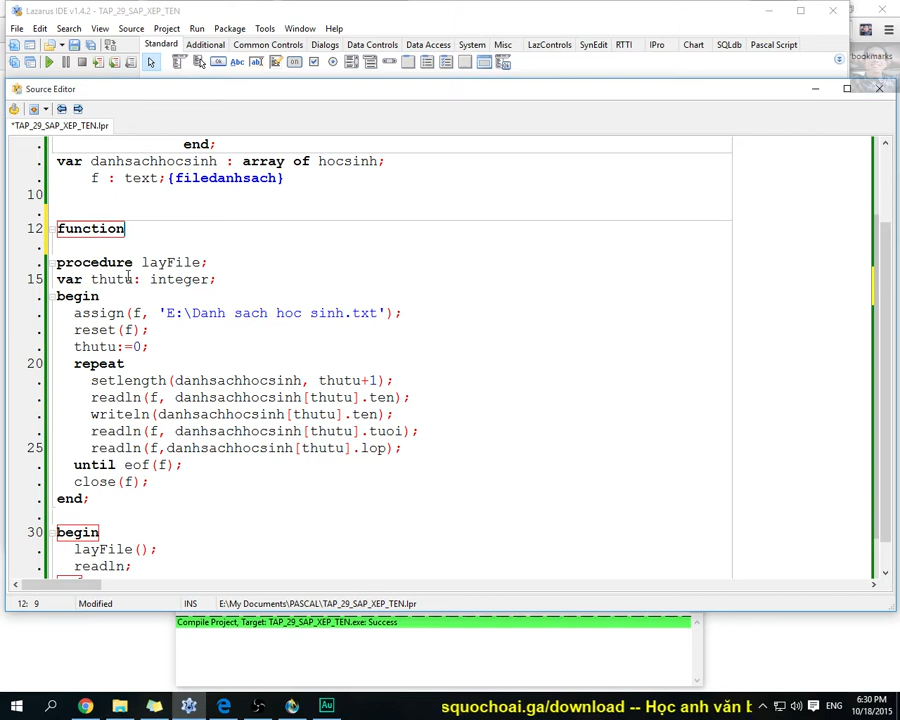 Lazarus IDE v1.4.2 - TAP_29_SAP_XEP_TEN
File Edit Search View Source Project Run Package Tools Window Help
Standard Additional Common Controls Dialogs Data Controls Data Access System Misc LazControls SynEdit RTTI IPro Chart SQLdb Pascal Script
bookmarks
Source Editor
*TAP_29_SAP_XEP_TEN.lpr
end;
var danhsachhocsinh : array of hocsinh;
f : text;{filedanhsach}
10
12 function
procedure layFile;
15 var thutu: integer;
begin
assign(f, 'E:\Danh sach hoc sinh.txt');
reset(f);
thutu:=0;
20 repeat
setlength(danhsachhocsinh, thutu+1);
readln(f, danhsachhocsinh[thutu].ten);
writeln(danhsachhocsinh[thutu].ten);
readln(f, danhsachhocsinh[thutu].tuoi);
25 readln(f,danhsachhocsinh[thutu].lop);
until eof(f);
close(f);
end;
30 begin
layFile();
readln;
12: 9 Modified INS E:\My Documents\PASCAL\TAP_29_SAP_XEP_TEN.lpr
Compile Project, Target: TAP_29_SAP_XEP_TEN.exe: Success
squochoai.ga/download -- Học anh văn b
ENG
6:30 PM
10/18/2015